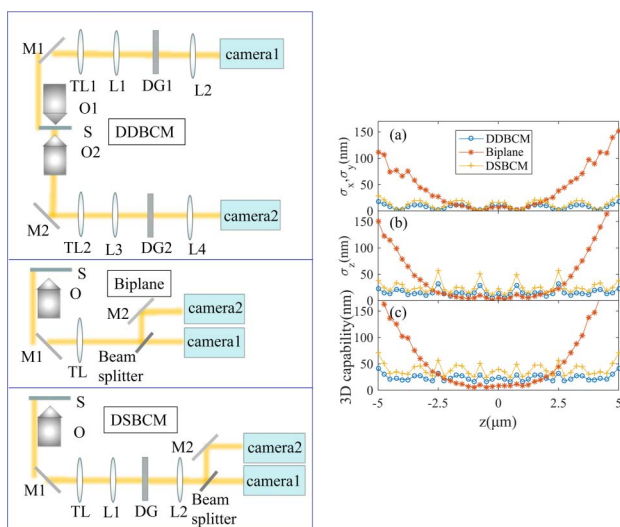 M1
TL1 L1 DG1 L2
camera1
O1
S
DDBCM
O2
M2
TL2 L3 DG2 L4
camera2
S
Biplane
O
M2
camera2
camera1
M1
TL
Beam
splitter
S
DSBCM
O
M2
camera2
camera1
M1
TL L1 DG L2
Beam
splitter
(a)
DDBCM
Biplane
DSBCM
σx,σy(nm)
150
100
50
0
(b)
σz(nm)
150
100
50
0
(c)
3D capability(nm)
150
100
50
0
-5 -2.5 0 2.5 5
z(μm)